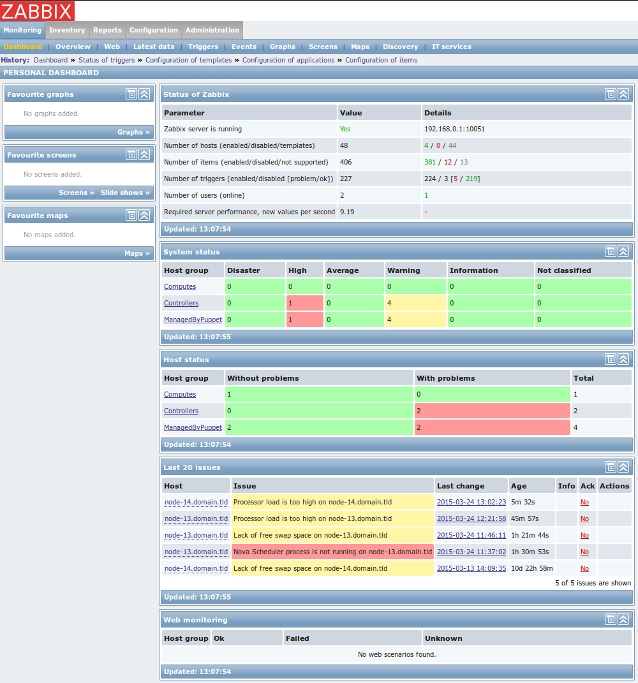 ZABBIX
Monitoring Inventory Reports Configuration Administration
Dashboard | Overview | Web | Latest data | Triggers | Events | Graphs | Screens | Maps | Discovery | IT services
History: Dashboard » Status of triggers » Configuration of templates » Configuration of applications » Configuration of items
PERSONAL DASHBOARD
Favourite graphs
No graphs added.
Graphs »
Favourite screens
No screens added.
Screens » Slide shows »
Favourite maps
No maps added.
Maps »
Status of Zabbix
Parameter Value Details
Zabbix server is running Yes 192.168.0.1:10051
Number of hosts (enabled/disabled/templates) 48 4 / 0 / 44
Number of items (enabled/disabled/not supported) 406 381 / 12 / 13
Number of triggers (enabled/disabled [problem/ok]) 227 224 / 3 [5 / 219]
Number of users (online) 2 1
Required server performance, new values per second 9.19 -
Updated: 13:07:54
System status
Host group Disaster High Average Warning Information Not classified
Computes 0 0 0 0 0 0
Controllers 0 1 0 4 0 0
ManagedByPuppet 0 1 0 4 0 0
Updated: 13:07:55
Host status
Host group Without problems With problems Total
Computes 1 0 1
Controllers 0 2 2
ManagedByPuppet 2 2 4
Updated: 13:07:54
Last 20 issues
Host Issue Last change Age Info Ack Actions
node-14.domain.tld Processor load is too high on node-14.domain.tld 2015-03-24 13:02:23 5m 32s No
node-13.domain.tld Processor load is too high on node-13.domain.tld 2015-03-24 12:21:58 45m 57s No
node-13.domain.tld Lack of free swap space on node-13.domain.tld 2015-03-24 11:46:11 1h 21m 44s No
node-13.domain.tld Nova Scheduler process is not running on node-13.domain.tld 2015-03-24 11:37:02 1h 30m 53s No
node-14.domain.tld Lack of free swap space on node-14.domain.tld 2015-03-13 14:09:35 10d 22h 58m No
5 of 5 issues are shown
Updated: 13:07:55
Web monitoring
Host group Ok Failed Unknown
No web scenarios found.
Updated: 13:07:54